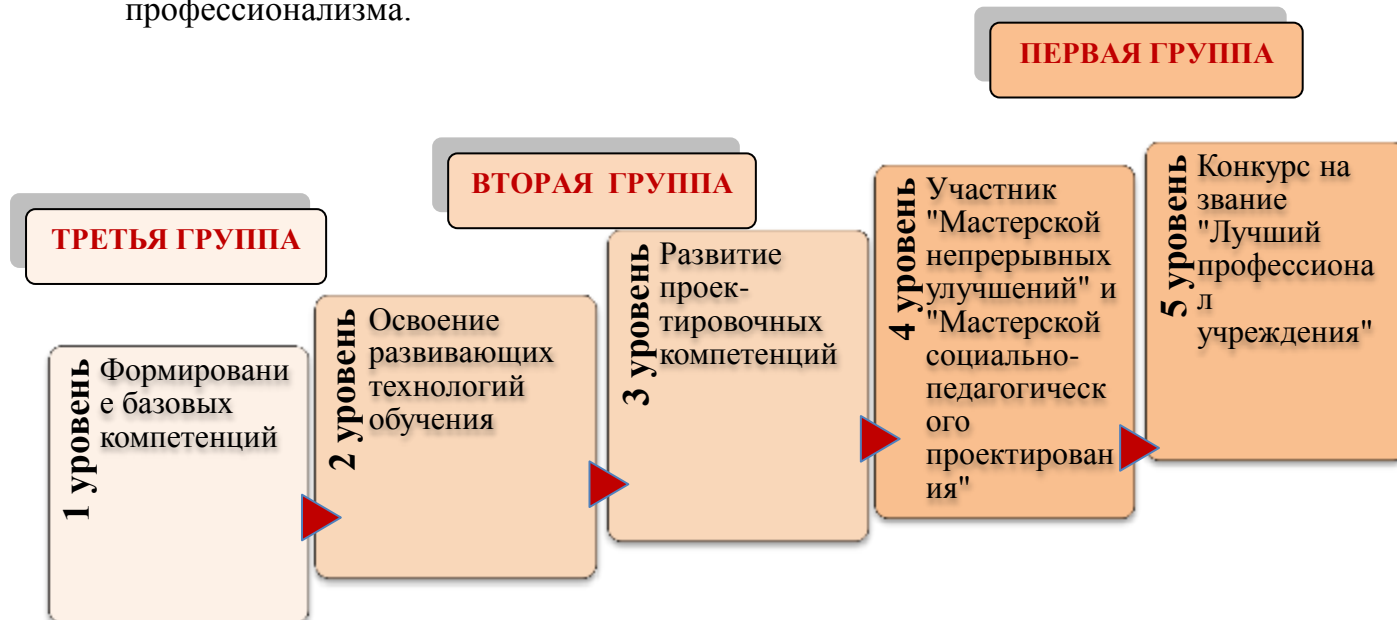 профессионализма.
ПЕРВАЯ ГРУППА
ВТОРАЯ ГРУППА
ТРЕТЬЯ ГРУППА
1 уровень
Формировани
е базовых
компетенций
2 уровень
Освоение
развивающих
технологий
обучения
3 уровень
Развитие
проек-
тировочных
компетенций
4 уровень
Участник
"Мастерской
непрерывных
улучшений" и
"Мастерской
социально-
педагогическ
ого
проектирован
ия"
5 уровень
Конкурс на
звание
"Лучший
профессиона
л
учреждения"